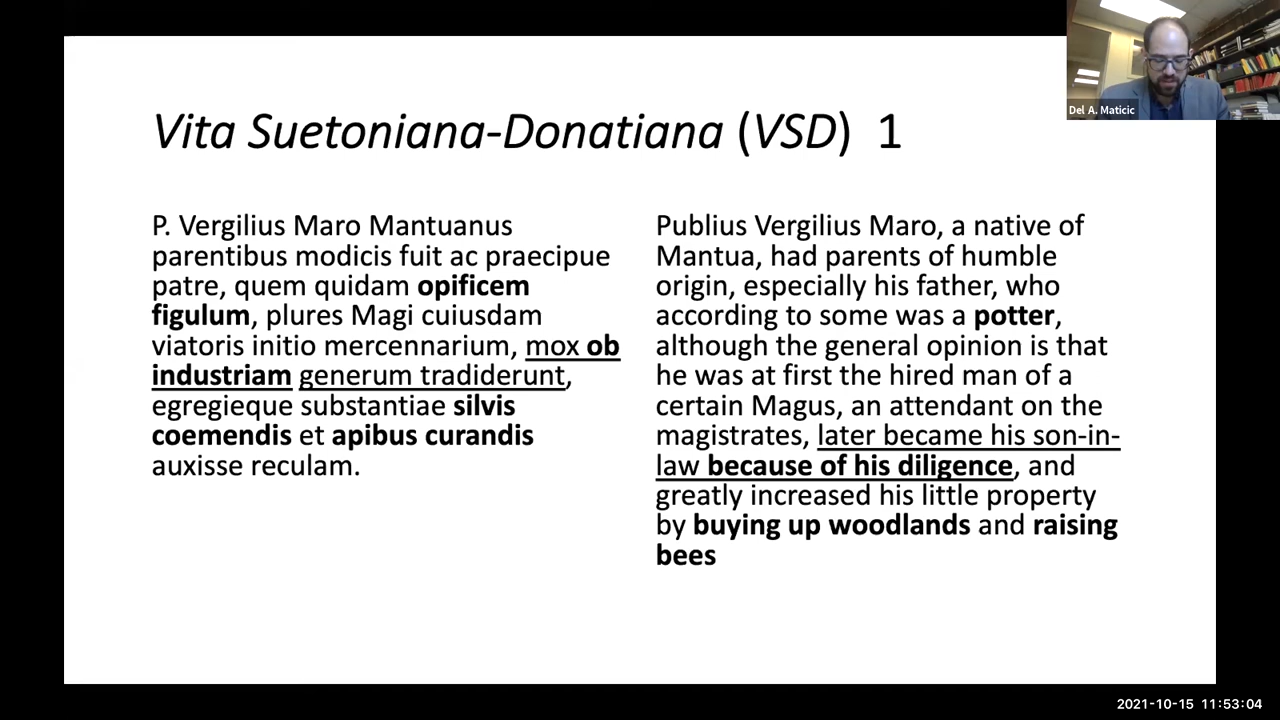 Del A. Maticic
Vita Suetoniana-Donatiana (VSD) 1
P. Vergilius Maro Mantuanus
parentibus modicis fuit ac praecipue
patre, quem quidam opificem
figulum, plures Magi cuiusdam
viatoris initio mercennarium, mox ob
industriam generum tradiderunt,
egregieque substantiae silvis
coemendis et apibus curandis
auxisse reculam.
Publius Vergilius Maro, a native of
Mantua, had parents of humble
origin, especially his father, who
according to some was a potter,
although the general opinion is that
he was at first the hired man of a
certain Magus, an attendant on the
magistrates, later became his son-in-
law because of his diligence, and
greatly increased his little property
by buying up woodlands and raising
bees
2021-10-15 11:53:04